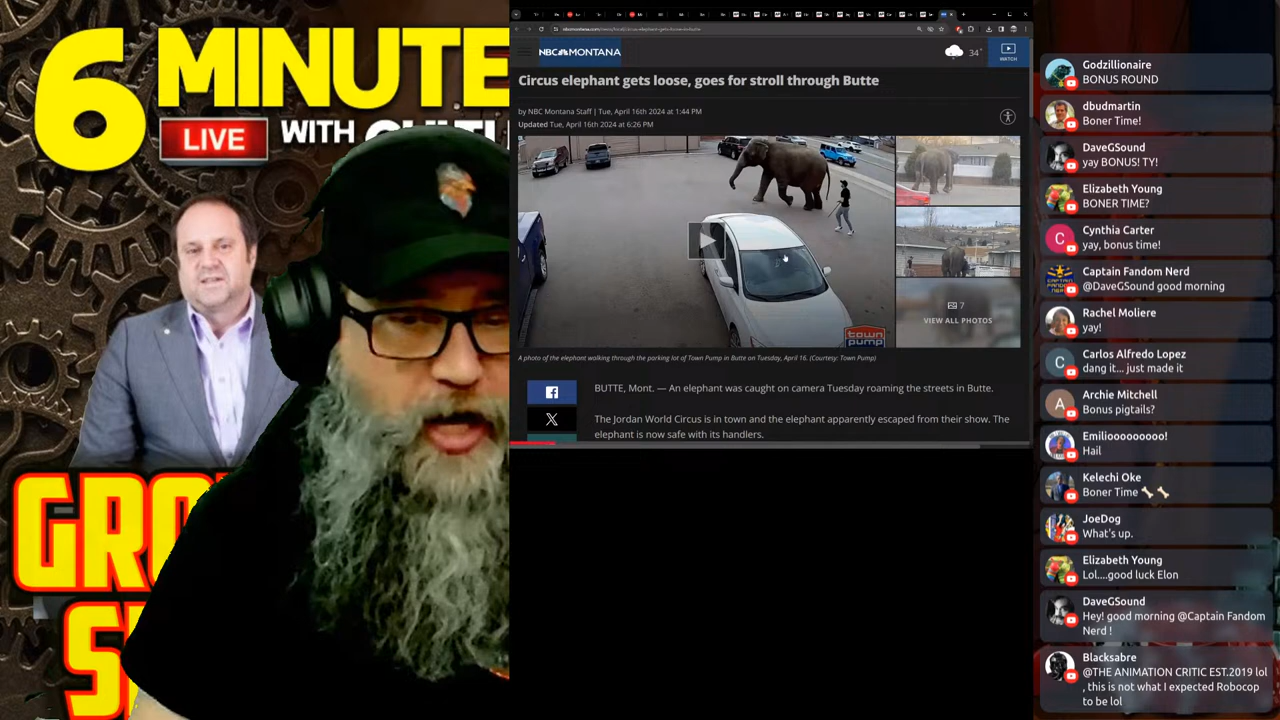 6 MINUTE
LIVE WITH
NBC MONTANA
34°
WATCH
Circus elephant gets loose, goes for stroll through Butte
by NBC Montana Staff | Tue, April 16th 2024 at 1:44 PM
Updated Tue, April 16th 2024 at 6:26 PM
town
pump
7
VIEW ALL PHOTOS
A photo of the elephant walking through the parking lot of Town Pump in Butte on Tuesday, April 16. (Courtesy: Town Pump)
BUTTE, Mont. — An elephant was caught on camera Tuesday roaming the streets in Butte.
The Jordan World Circus is in town and the elephant apparently escaped from their show. The
elephant is now safe with its handlers.
Godzillionaire
BONUS ROUND
dbudmartin
Boner Time!
DaveGSound
yay BONUS! TY!
Elizabeth Young
BONER TIME?
Cynthia Carter
yay, bonus time!
Captain Fandom Nerd
@DaveGSound good morning
Rachel Moliere
yay!
Carlos Alfredo Lopez
dang it... just made it
Archie Mitchell
Bonus pigtails?
Emiliooooooooo!
Hail
Kelechi Oke
Boner Time 🦴 🦴
JoeDog
What's up.
Elizabeth Young
Lol....good luck Elon
DaveGSound
Hey! good morning @Captain Fandom
Nerd !
Blacksabre
@THE ANIMATION CRITIC EST.2019 lol
, this is not what I expected Robocop
to be lol